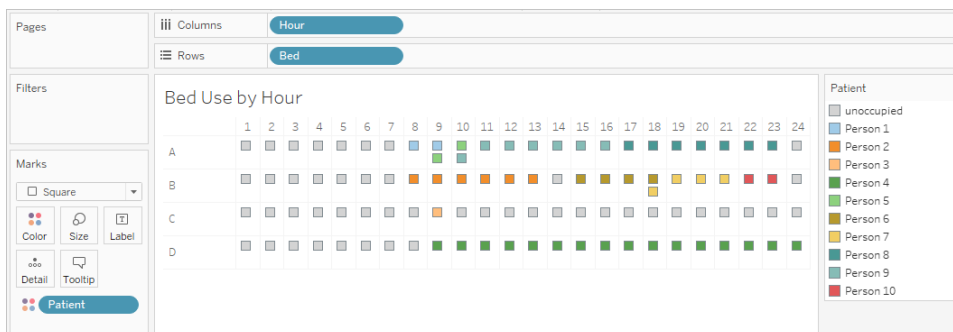 Pages
Columns
Hour
Rows
Bed
Filters
Marks
Square
Color
Size
Label
Detail
Tooltip
Patient
Bed Use by Hour
1 2 3 4 5 6 7 8 9 10 11 12 13 14 15 16 17 18 19 20 21 22 23 24
A
B
C
D
Patient
unoccupied
Person 1
Person 2
Person 3
Person 4
Person 5
Person 6
Person 7
Person 8
Person 9
Person 10